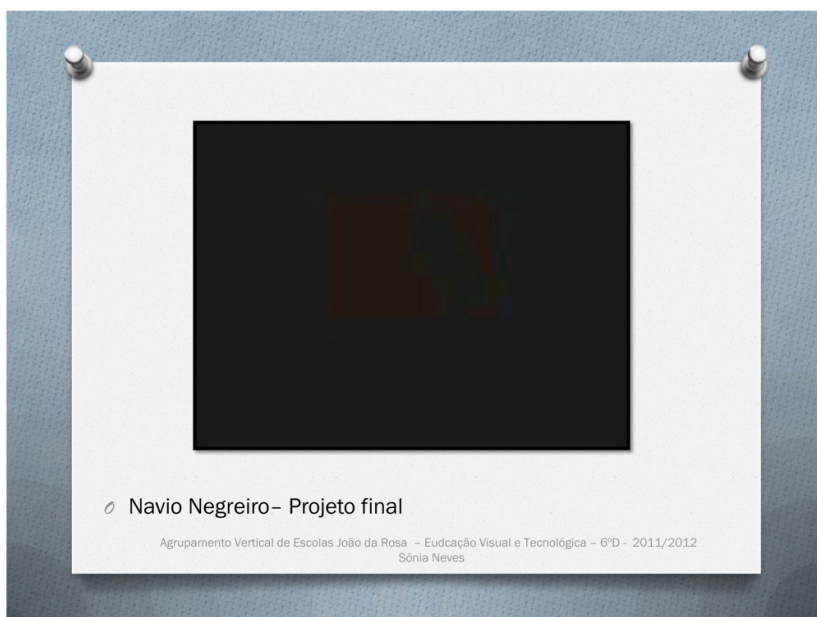 Navio Negreiro– Projeto final
Agrupamento Vertical de Escolas João da Rosa – Eudcação Visual e Tecnológica – 6ºD - 2011/2012
Sónia Neves